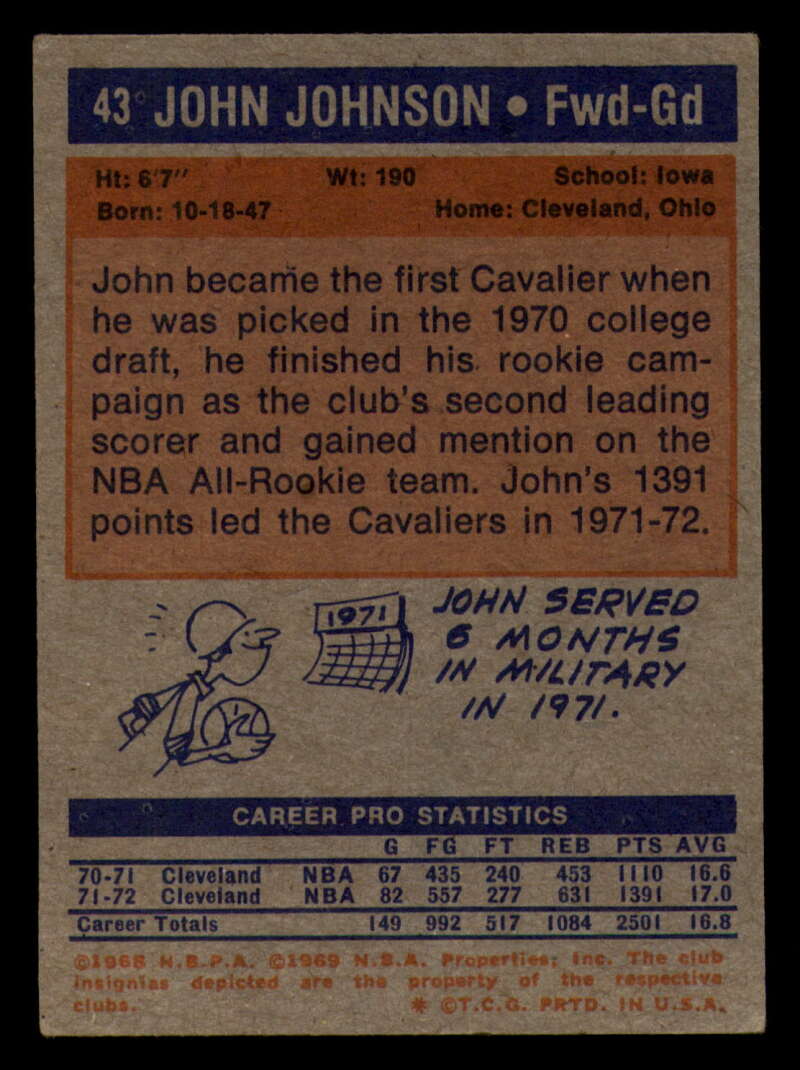 43 JOHN JOHNSON • Fwd-Gd
Ht: 6'7" Wt: 190 School: Iowa
Born: 10-18-47 Home: Cleveland, Ohio
John became the first Cavalier when
he was picked in the 1970 college
draft, he finished his rookie cam-
paign as the club's second leading
scorer and gained mention on the
NBA All-Rookie team. John's 1391
points led the Cavaliers in 1971-72.
1971
JOHN SERVED
6 MONTHS
IN MILITARY
IN 1971.
CAREER PRO STATISTICS
G FG FT REB PTS AVG
70-71 Cleveland NBA 67 435 240 453 1110 16.6
71-72 Cleveland NBA 82 557 277 631 1391 17.0
Career Totals 149 992 517 1084 2501 16.8
©1968 N.B.P.A. ©1969 N.B.A. Properties, Inc. The club
insignias depicted are the property of the respective
clubs. * ©T.C.G. PRTD. IN U.S.A.